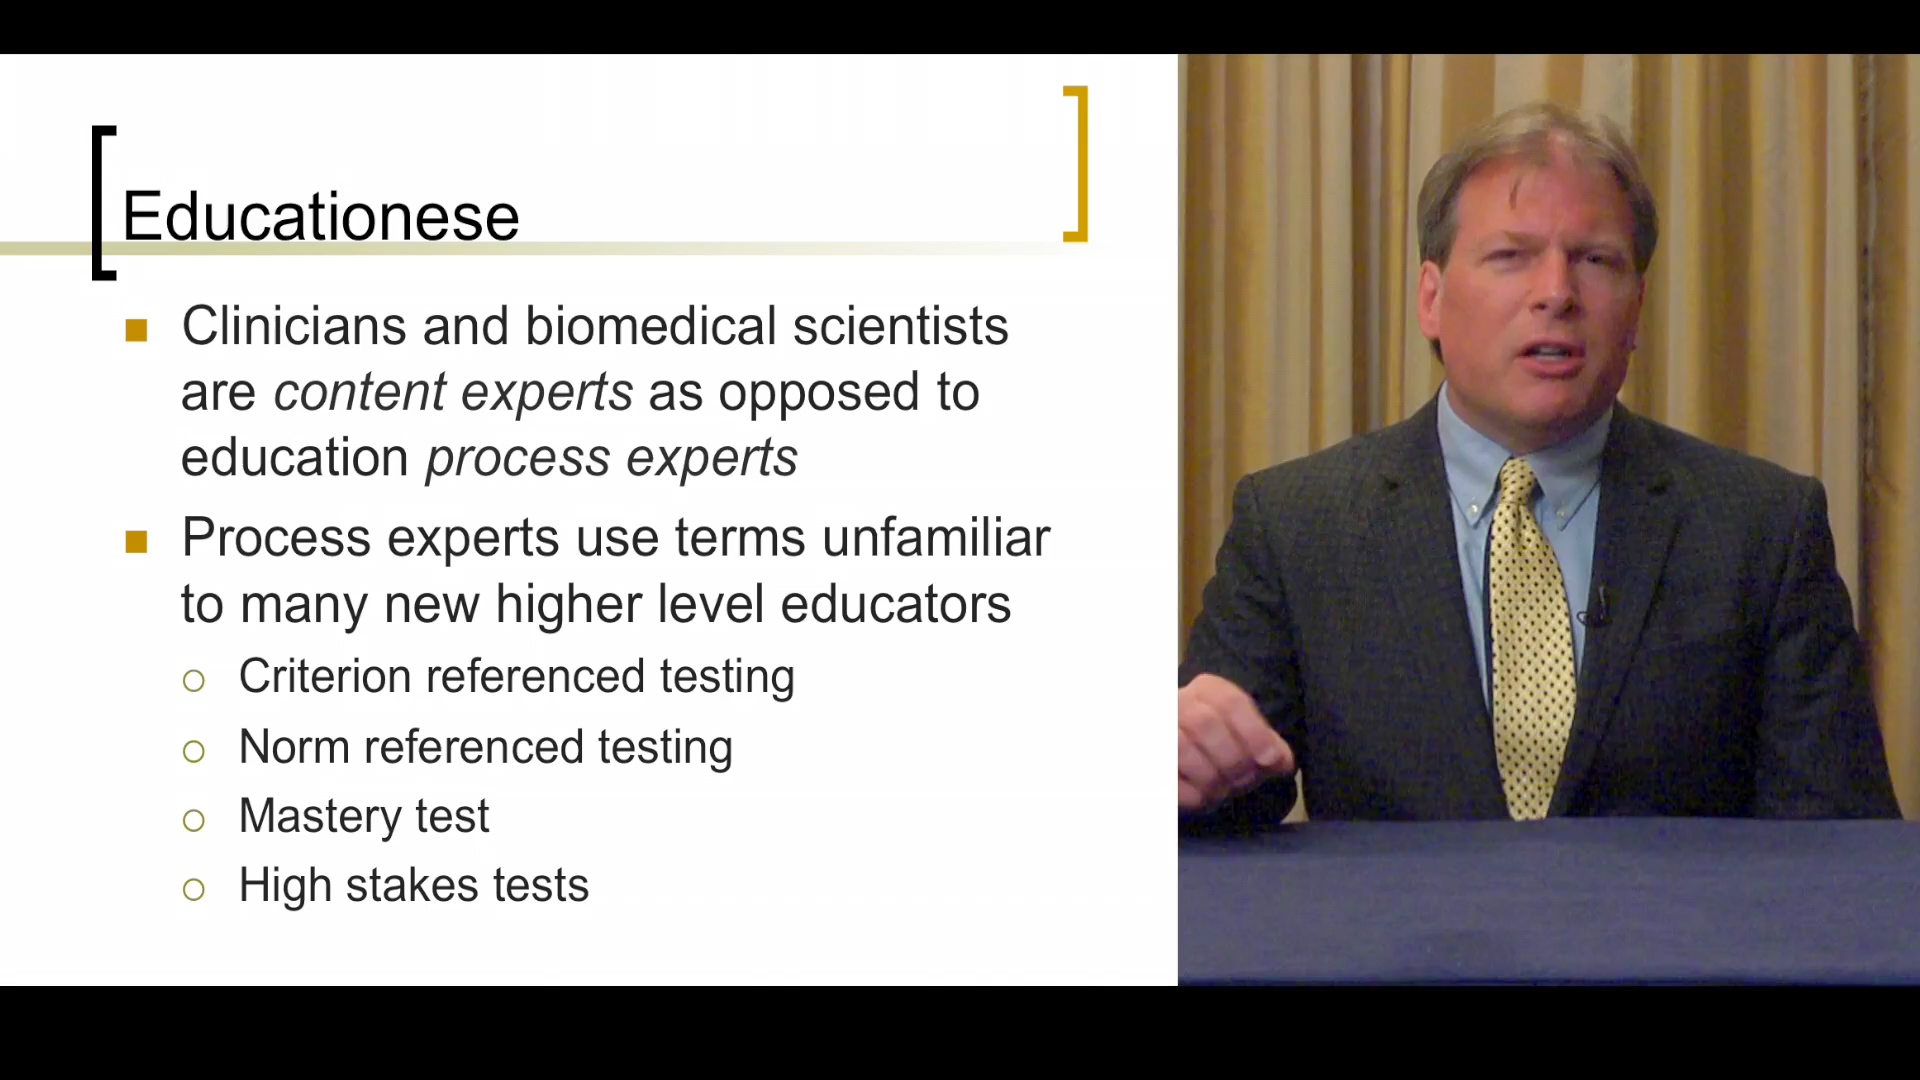 Educationese
Clinicians and biomedical scientists
are content experts as opposed to
education process experts
Process experts use terms unfamiliar
to many new higher level educators
Criterion referenced testing
Norm referenced testing
Mastery test
High stakes tests